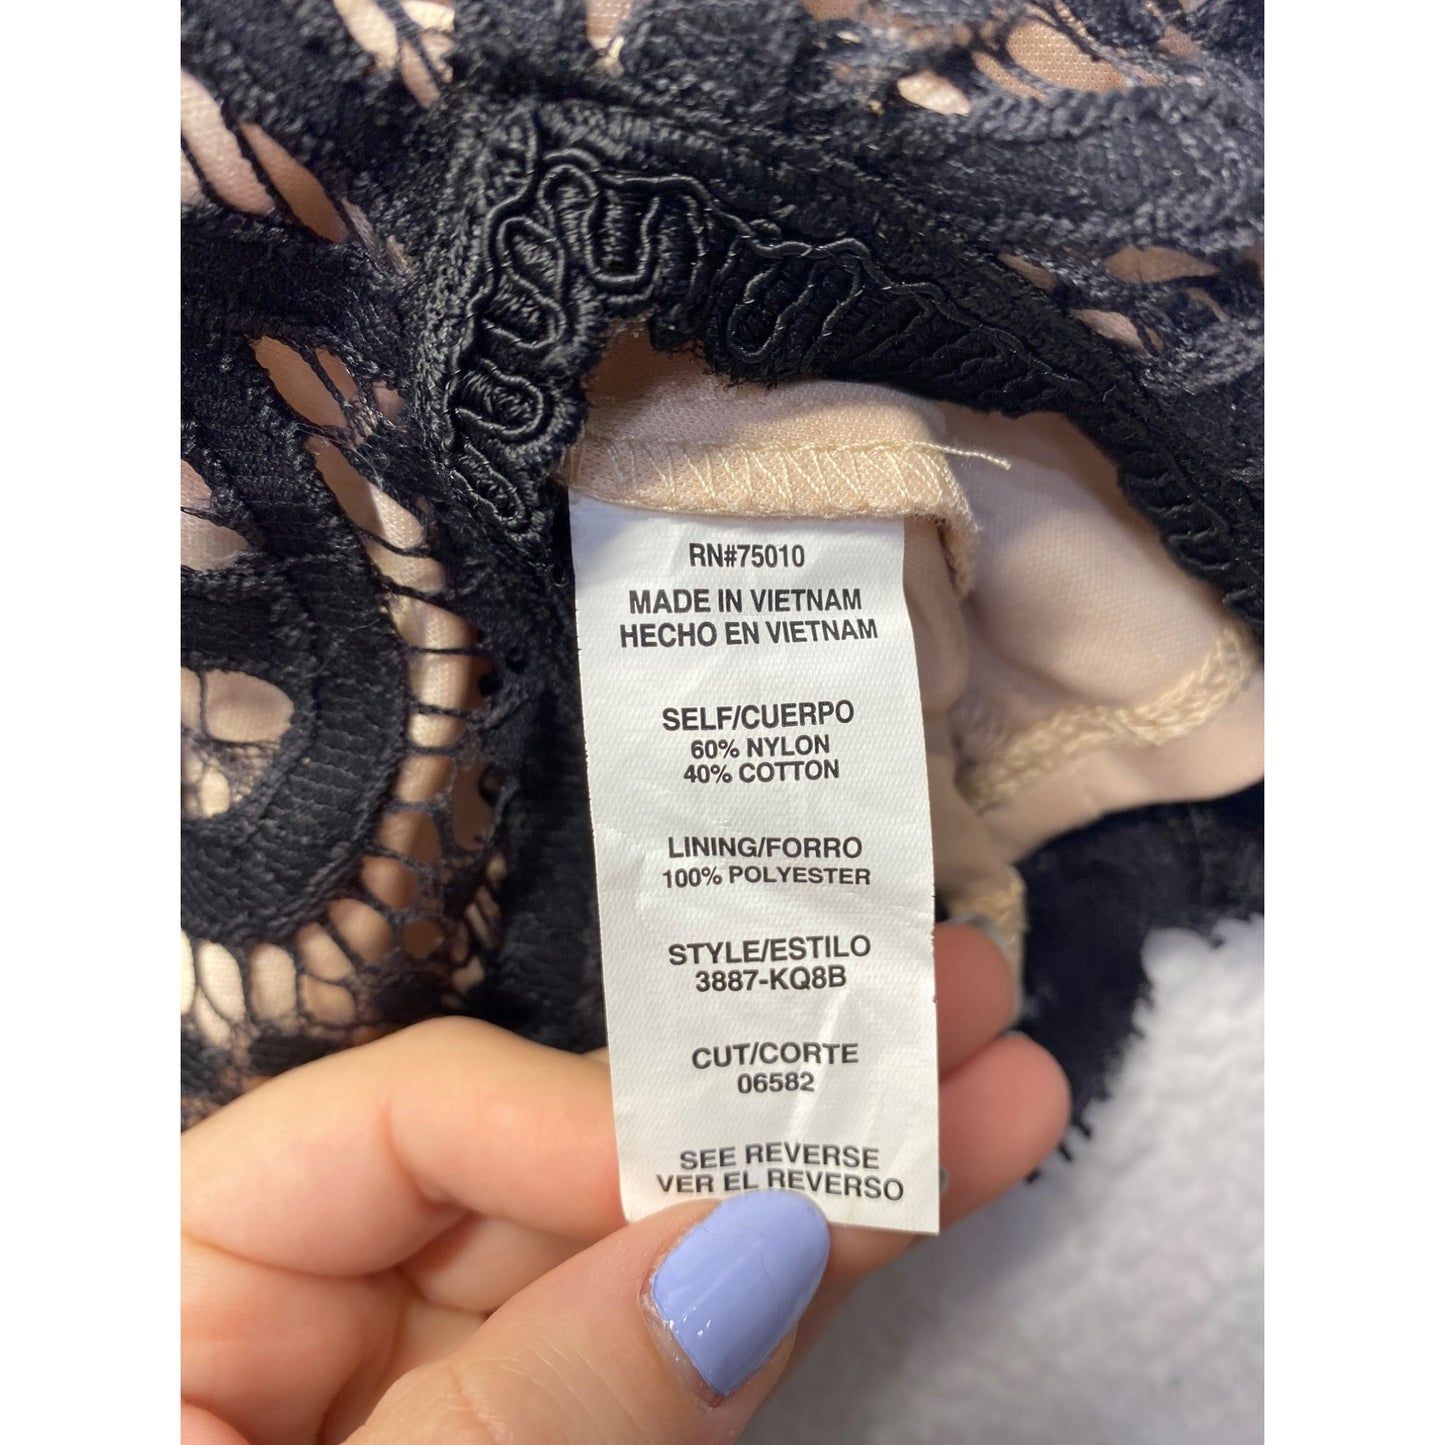 RN#75010
MADE IN VIETNAM
HECHO EN VIETNAM
SELF/CUERPO
60% NYLON
40% COTTON
LINING/FORRO
100% POLYESTER
STYLE/ESTILO
3887-KQ8B
CUT/CORTE
06582
SEE REVERSE
VER EL REVERSO